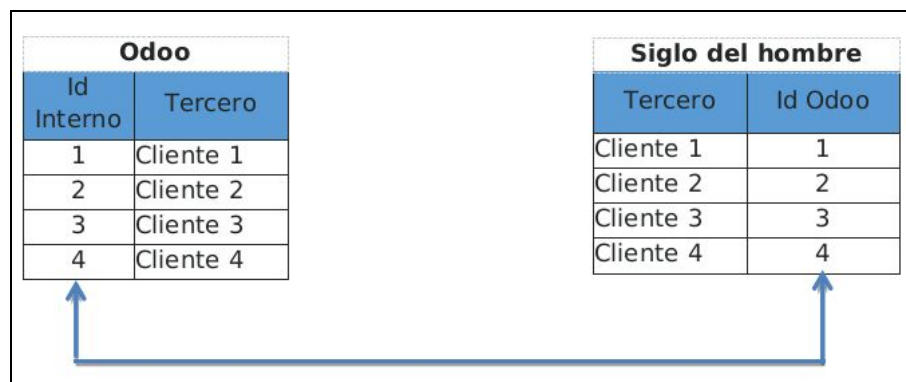 Odoo
Id Interno Tercero
1 Cliente 1
2 Cliente 2
3 Cliente 3
4 Cliente 4
Siglo del hombre
Tercero Id Odoo
Cliente 1 1
Cliente 2 2
Cliente 3 3
Cliente 4 4